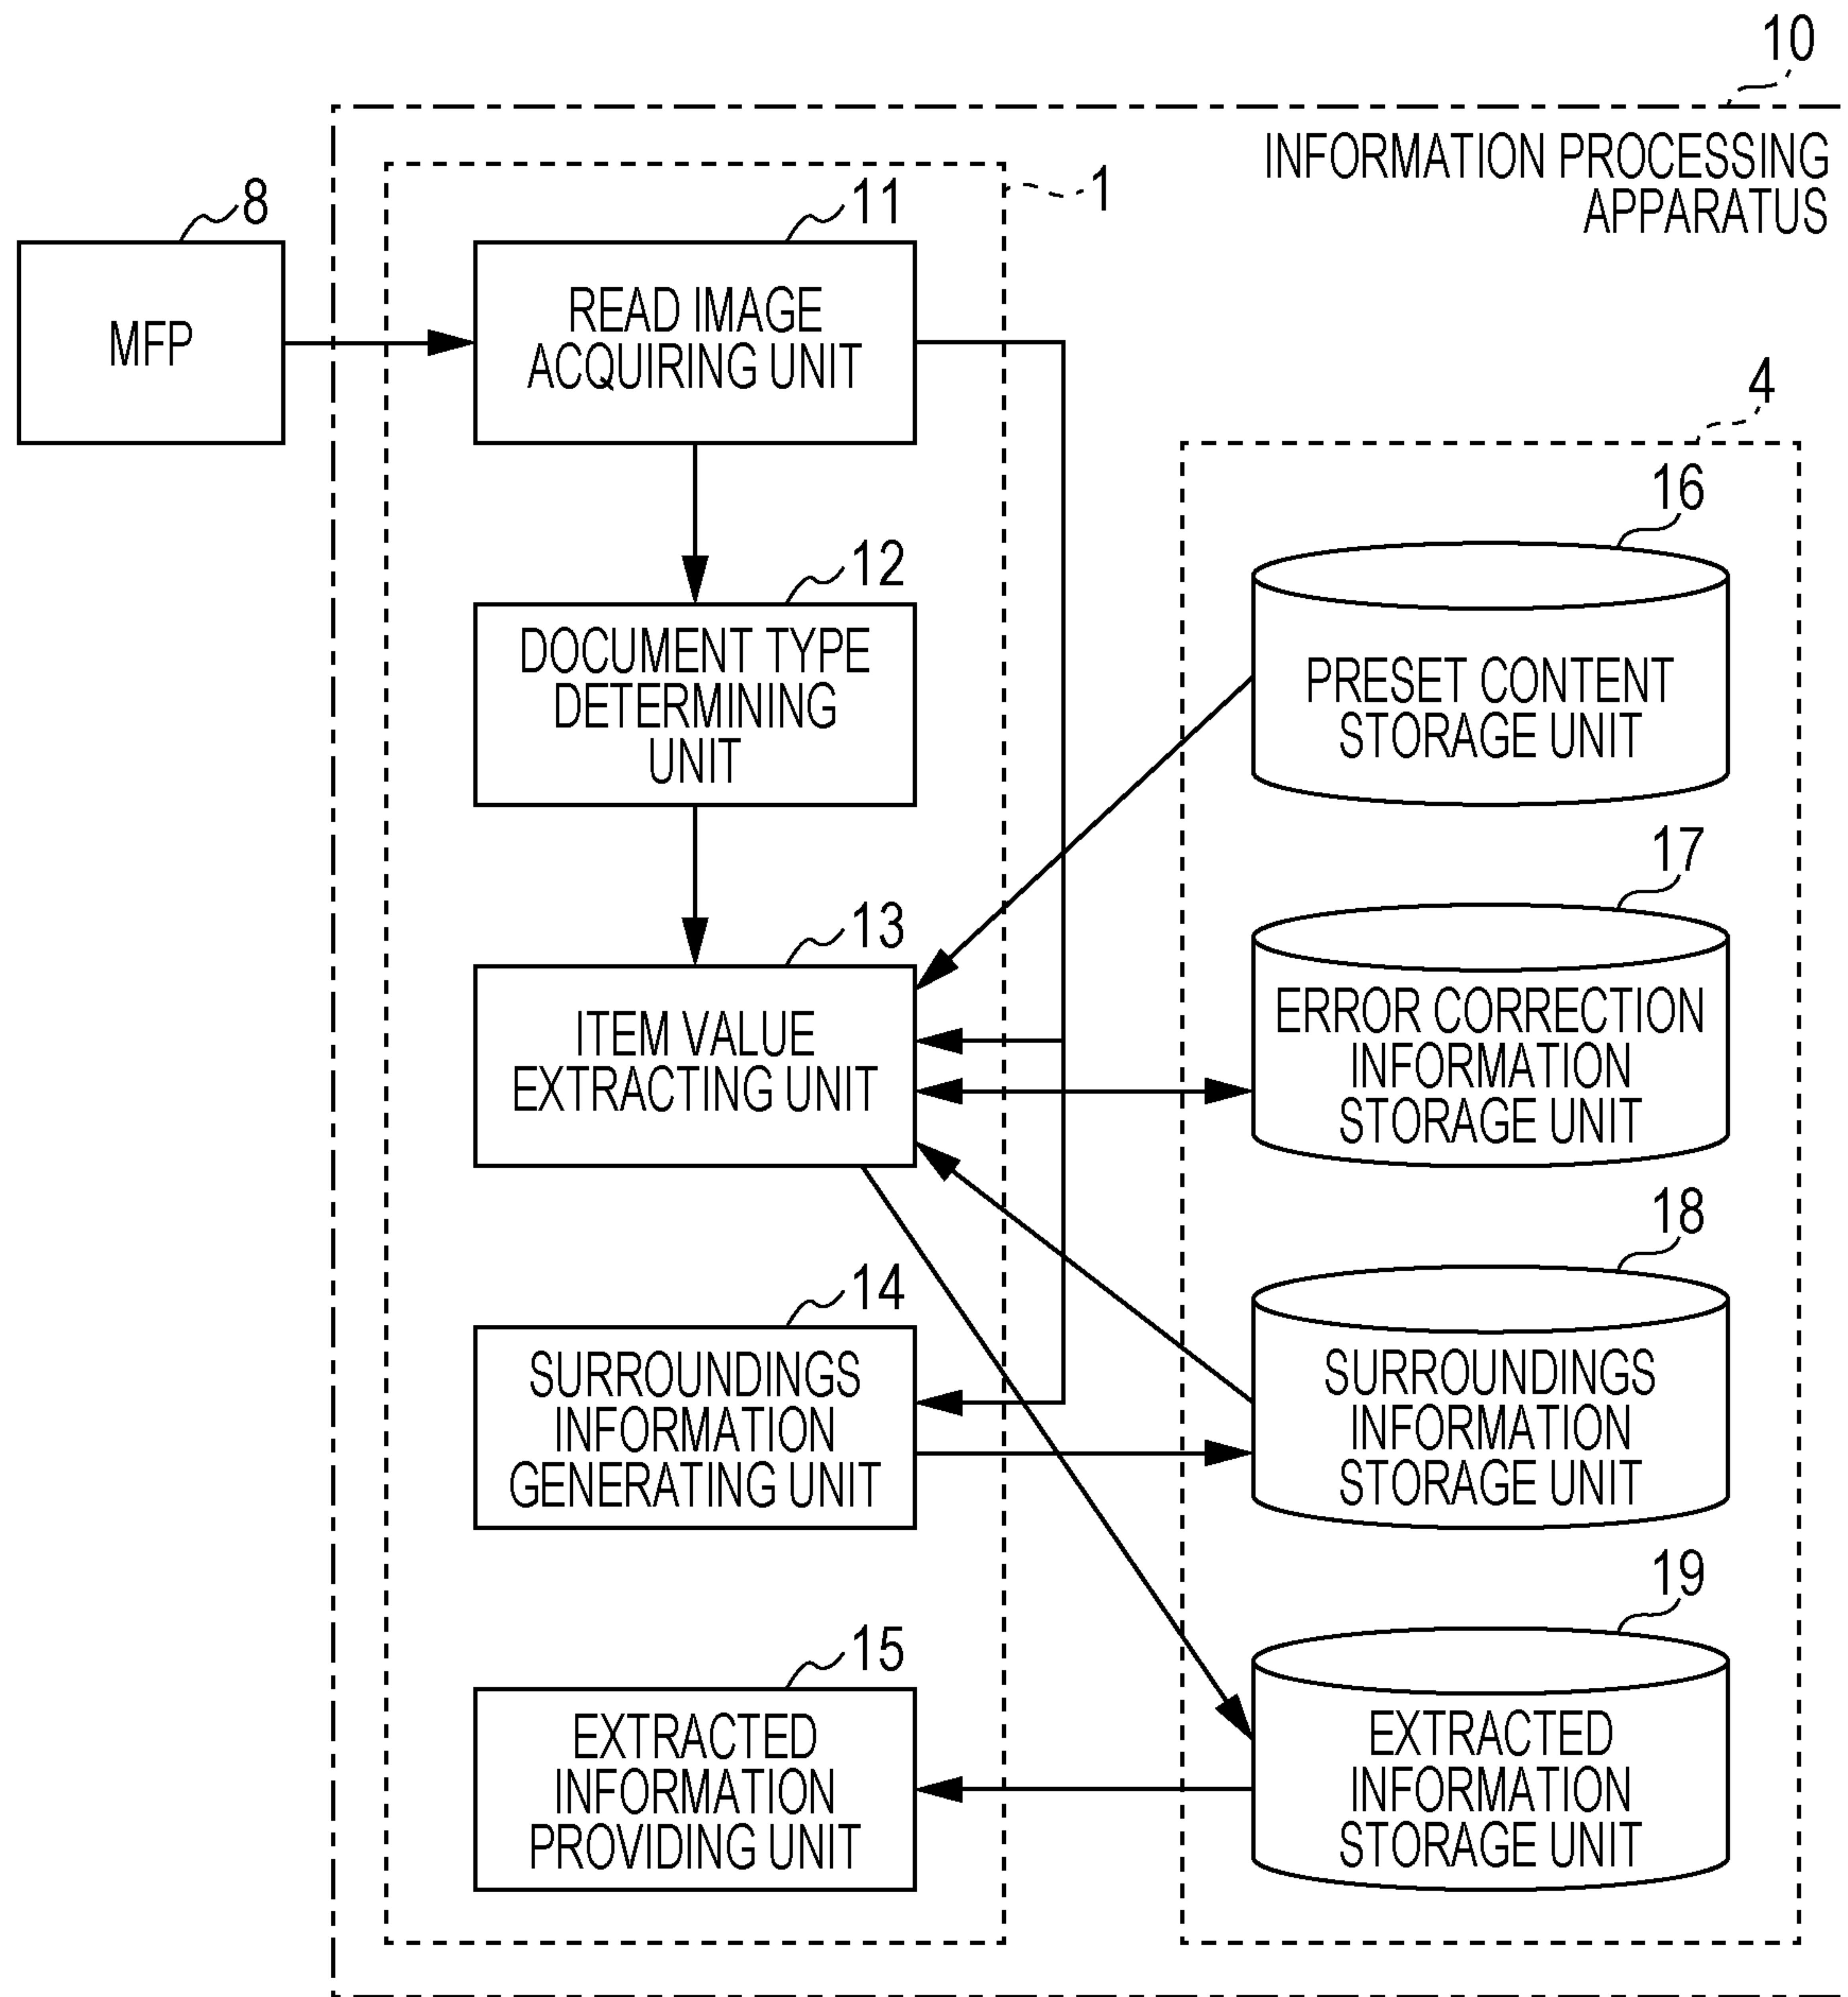 10
INFORMATION PROCESSING
APPARATUS
1
8
MFP
11
READ IMAGE
ACQUIRING UNIT
4
12
DOCUMENT TYPE
DETERMINING
UNIT
16
PRESET CONTENT
STORAGE UNIT
13
ITEM VALUE
EXTRACTING UNIT
17
ERROR CORRECTION
INFORMATION
STORAGE UNIT
14
SURROUNDINGS
INFORMATION
GENERATING UNIT
18
SURROUNDINGS
INFORMATION
STORAGE UNIT
15
EXTRACTED
INFORMATION
PROVIDING UNIT
19
EXTRACTED
INFORMATION
STORAGE UNIT